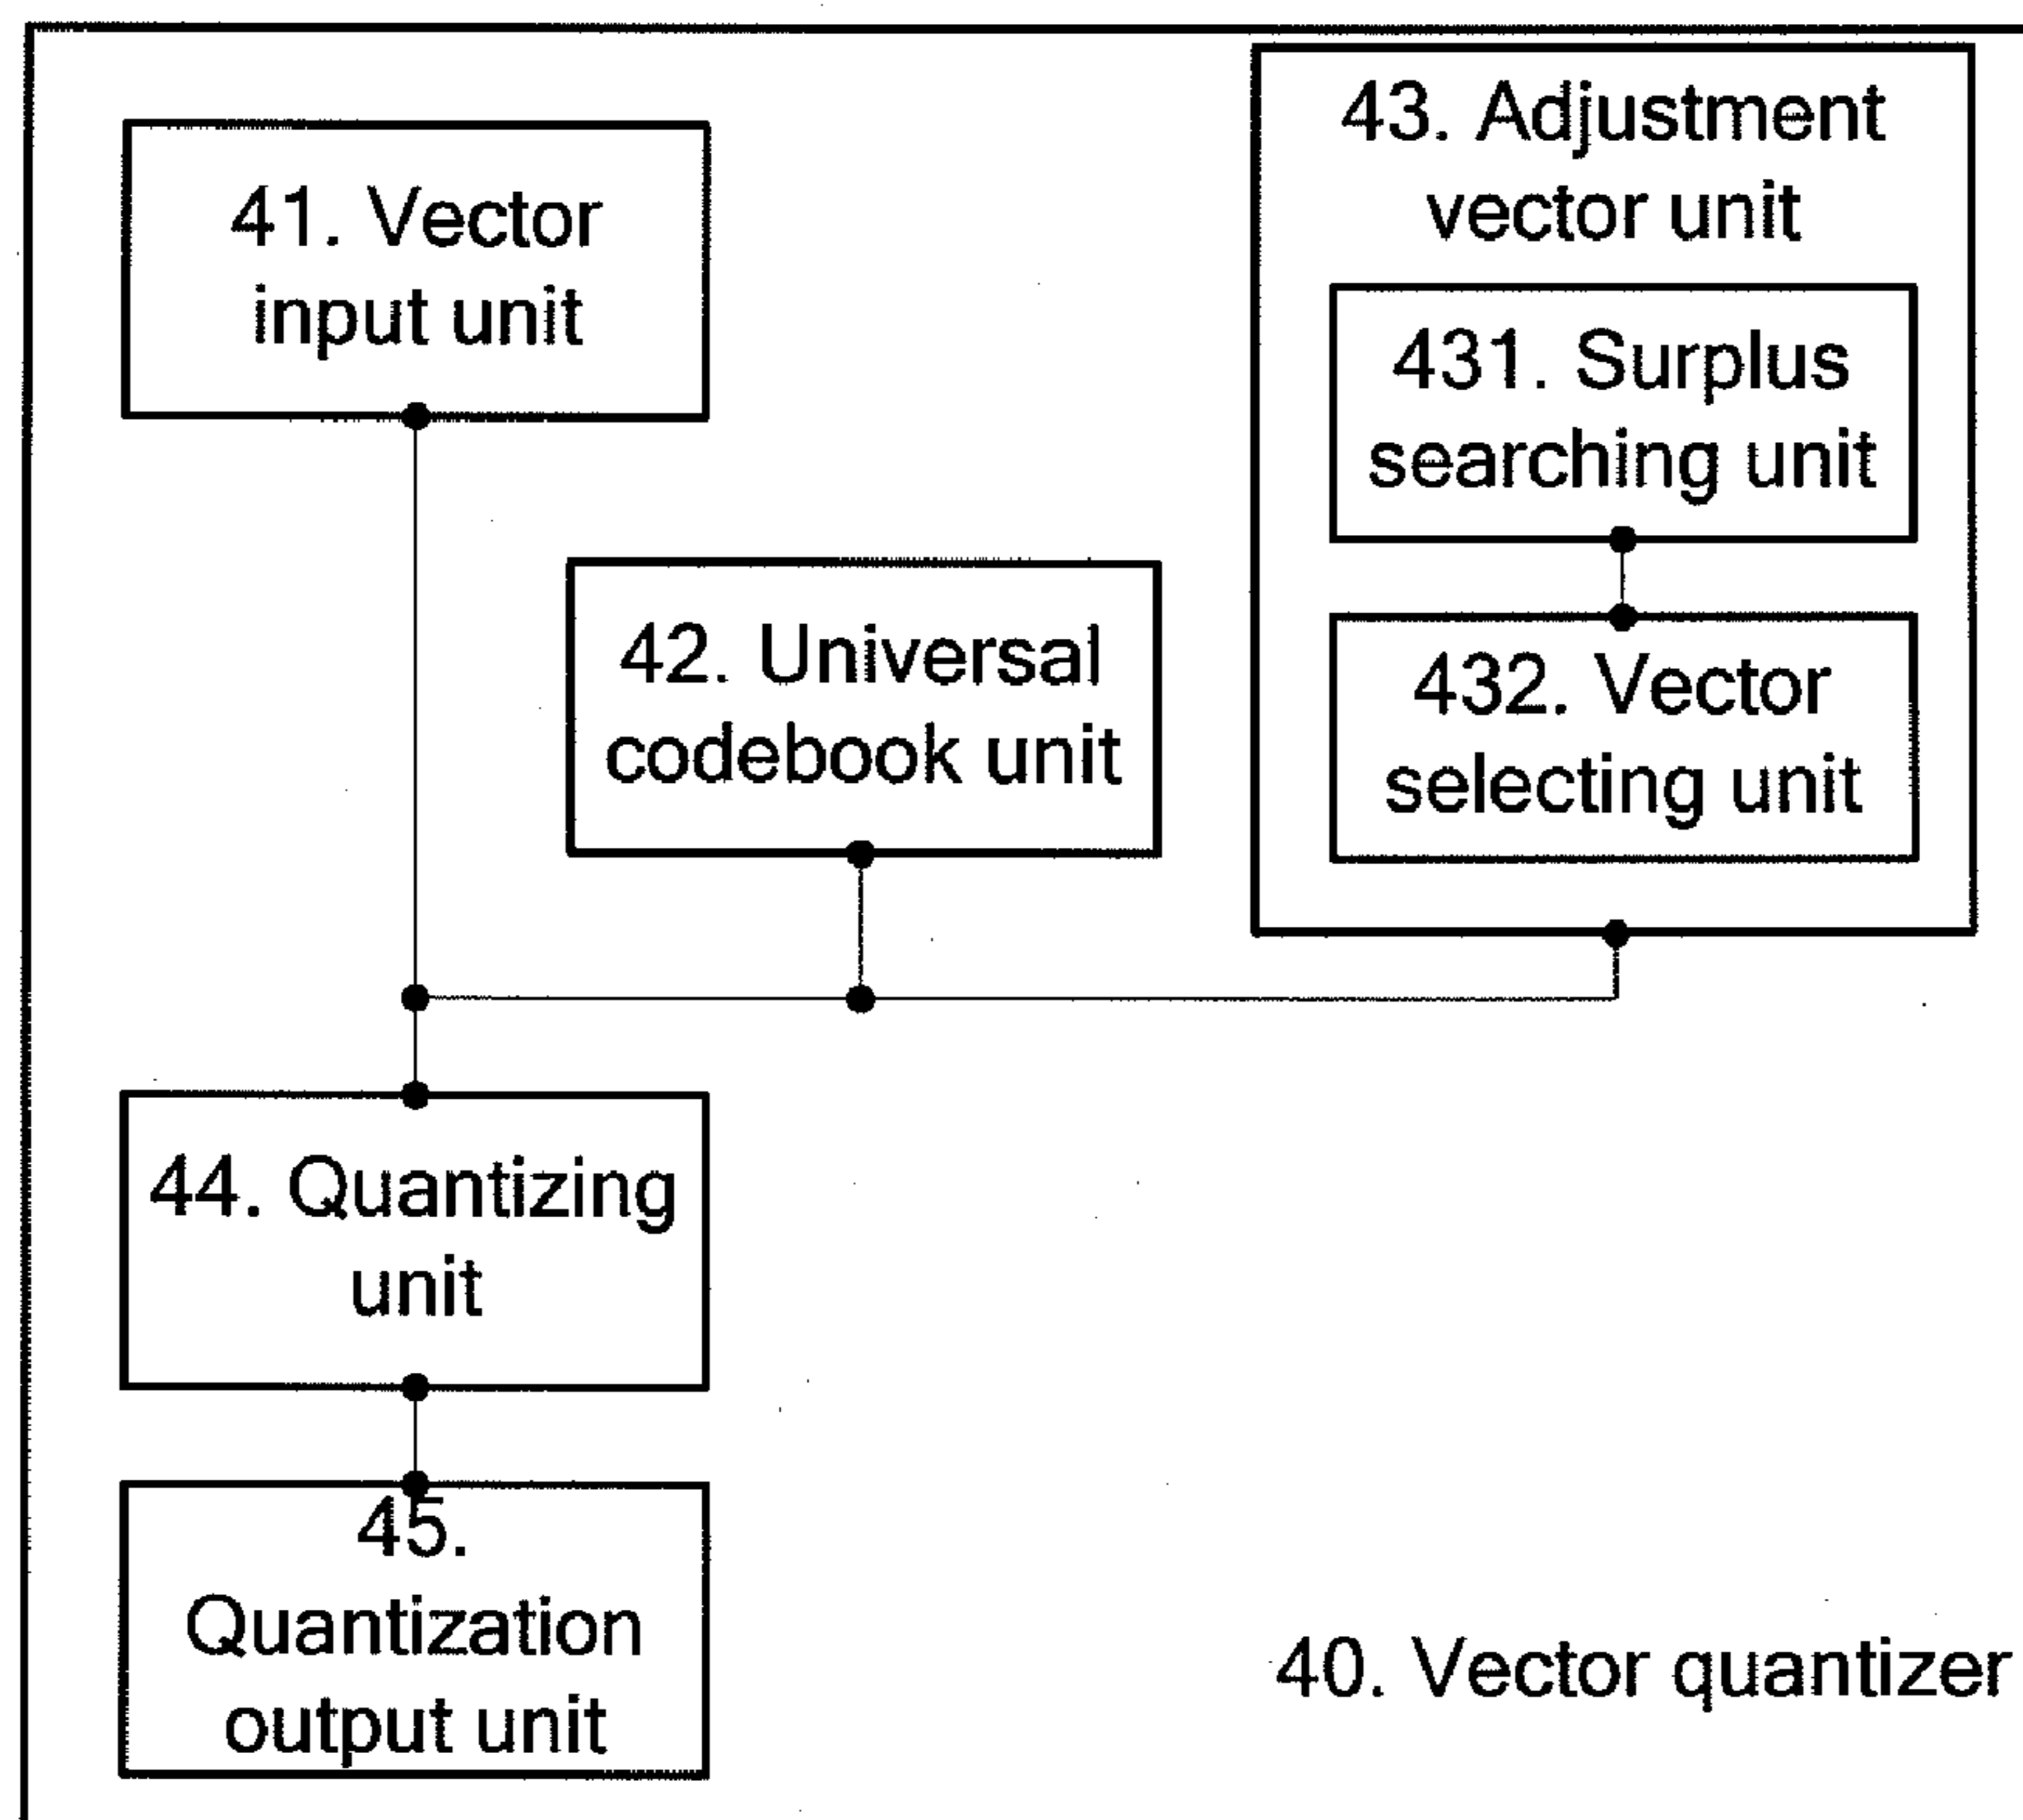 41. Vector
input unit
43. Adjustment
vector unit
431. Surplus
searching unit
42. Universal
codebook unit
432. Vector
selecting unit
44. Quantizing
unit
45.
Quantization
output unit
40. Vector quantizer